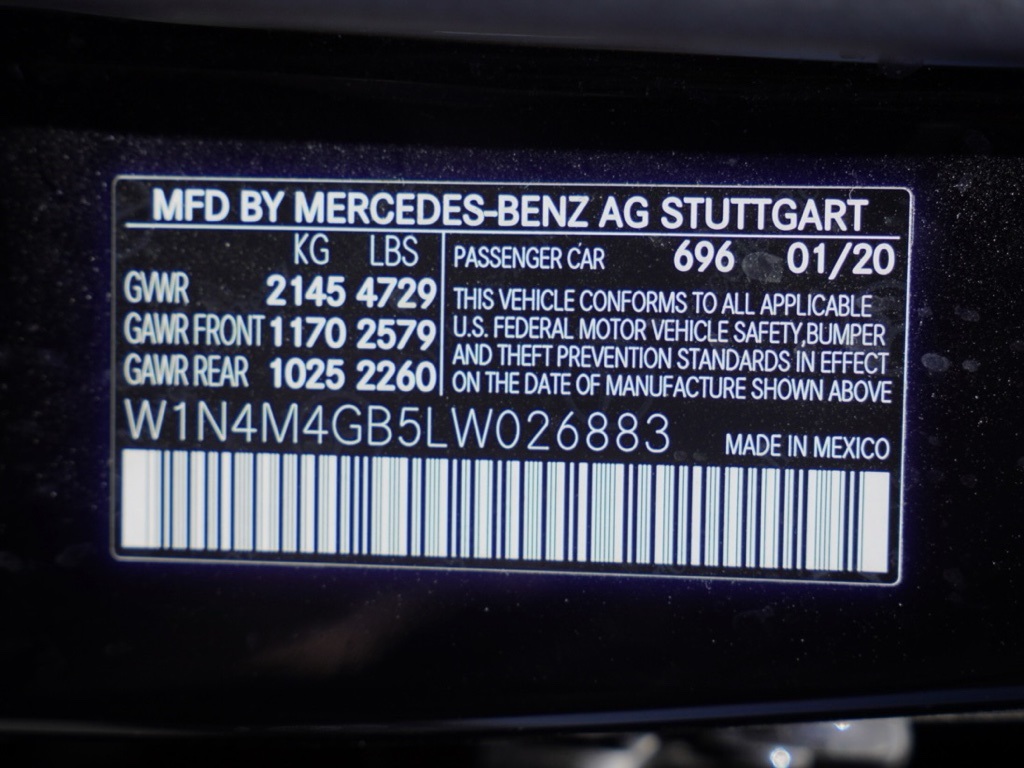 MFD BY MERCEDES-BENZ AG STUTTGART
KG LBS
GVWR 2145 4729
GAWR FRONT 1170 2579
GAWR REAR 1025 2260
PASSENGER CAR 696 01/20
THIS VEHICLE CONFORMS TO ALL APPLICABLE
U.S. FEDERAL MOTOR VEHICLE SAFETY, BUMPER
AND THEFT PREVENTION STANDARDS IN EFFECT
ON THE DATE OF MANUFACTURE SHOWN ABOVE
W1N4M4GB5LW026883 MADE IN MEXICO